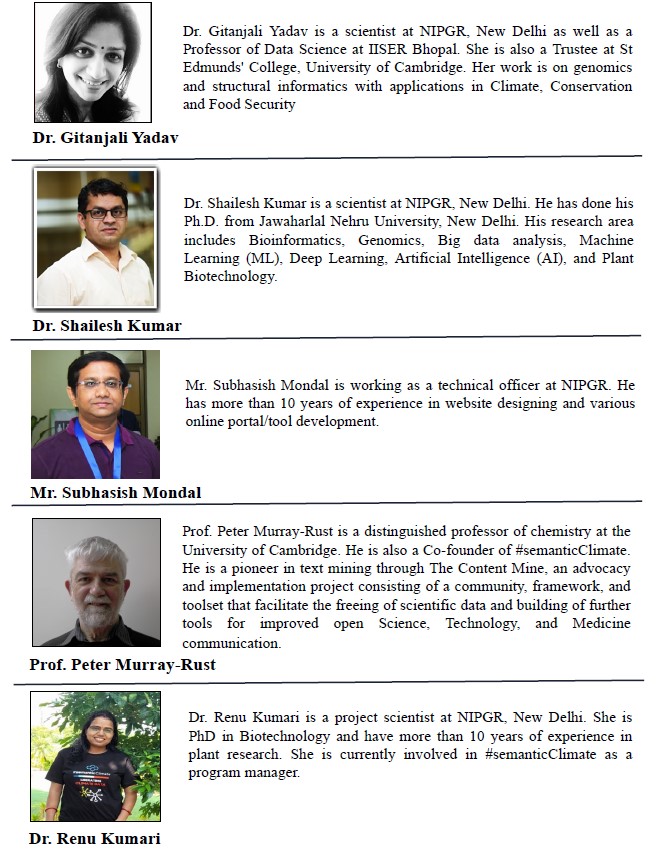 Dr. Gitanjali Yadav is a scientist at NIPGR, New Delhi as well as a
Professor of Data Science at IISER Bhopal. She is also a Trustee at St
Edmunds' College, University of Cambridge. Her work is on genomics
and structural informatics with applications in Climate, Conservation
and Food Security
Dr. Gitanjali Yadav
Dr. Shailesh Kumar is a scientist at NIPGR, New Delhi. He has done his
Ph.D. from Jawaharlal Nehru University, New Delhi. His research area
includes Bioinformatics, Genomics, Big data analysis, Machine
Learning (ML), Deep Learning, Artificial Intelligence (AI), and Plant
Biotechnology.
Dr. Shailesh Kumar
Mr. Subhasish Mondal is working as a technical officer at NIPGR. He
has more than 10 years of experience in website designing and various
online portal/tool development.
Mr. Subhasish Mondal
Prof. Peter Murray-Rust is a distinguished professor of chemistry at the
University of Cambridge. He is also a Co-founder of #semanticClimate.
He is a pioneer in text mining through The Content Mine, an advocacy
and implementation project consisting of a community, framework, and
toolset that facilitate the freeing of scientific data and building of further
tools for improved open Science, Technology, and Medicine
communication.
Prof. Peter Murray-Rust
Dr. Renu Kumari is a project scientist at NIPGR, New Delhi. She is
PhD in Biotechnology and have more than 10 years of experience in
plant research. She is currently involved in #semanticClimate as a
program manager.
#semanticClimate
Dr. Renu Kumari